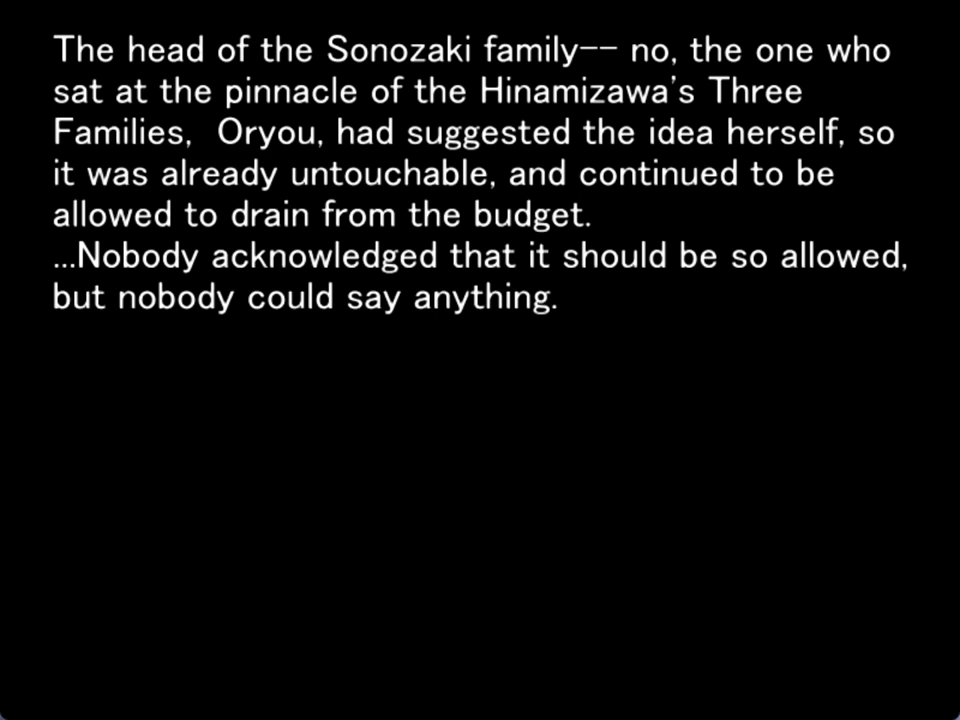 The head of the Sonozaki family-- no, the one who
sat at the pinnacle of the Hinamizawa's Three
Families,  Oryou, had suggested the idea herself, so
it was already untouchable, and continued to be
allowed to drain from the budget.
...Nobody acknowledged that it should be so allowed,
but nobody could say anything.